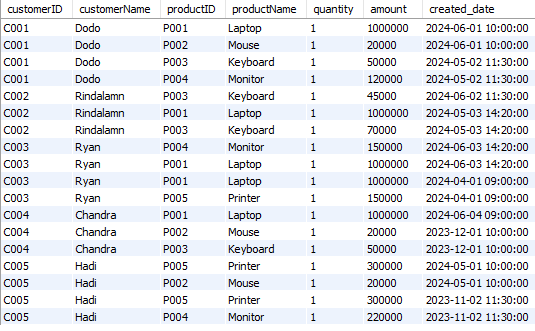 customerID customerName productID productName quantity amount created_date
C001 Dodo P001 Laptop 1 1000000 2024-06-01 10:00:00
C001 Dodo P002 Mouse 1 20000 2024-06-01 10:00:00
C001 Dodo P003 Keyboard 1 50000 2024-05-02 11:30:00
C001 Dodo P004 Monitor 1 120000 2024-05-02 11:30:00
C002 Rindalamn P003 Keyboard 1 45000 2024-06-02 11:30:00
C002 Rindalamn P001 Laptop 1 1000000 2024-05-03 14:20:00
C002 Rindalamn P003 Keyboard 1 70000 2024-05-03 14:20:00
C003 Ryan P004 Monitor 1 150000 2024-06-03 14:20:00
C003 Ryan P001 Laptop 1 1000000 2024-06-03 14:20:00
C003 Ryan P001 Laptop 1 1000000 2024-04-01 09:00:00
C003 Ryan P005 Printer 1 150000 2024-04-01 09:00:00
C004 Chandra P001 Laptop 1 1000000 2024-06-04 09:00:00
C004 Chandra P002 Mouse 1 20000 2023-12-01 10:00:00
C004 Chandra P003 Keyboard 1 50000 2023-12-01 10:00:00
C005 Hadi P005 Printer 1 300000 2024-05-01 10:00:00
C005 Hadi P002 Mouse 1 20000 2024-05-01 10:00:00
C005 Hadi P005 Printer 1 300000 2023-11-02 11:30:00
C005 Hadi P004 Monitor 1 220000 2023-11-02 11:30:00